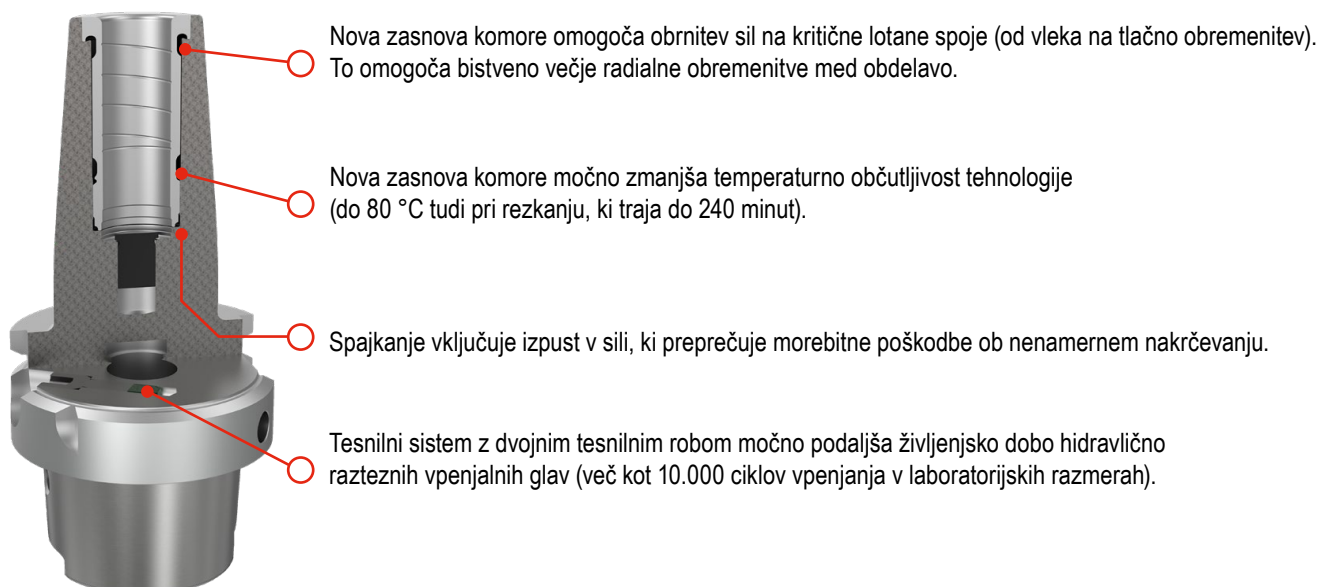 Nova zasnova komore omogoča obrnitev sil na kritične lotane spoje (od vleka na tlačno obremenitev).
To omogoča bistveno večje radialne obremenitve med obdelavo.
Nova zasnova komore močno zmanjša temperaturno občutljivost tehnologije
(do 80 °C tudi pri rezkanju, ki traja do 240 minut).
Spajkanje vključuje izpust v sili, ki preprečuje morebitne poškodbe ob nenamernem nakrčevanju.
Tesnilni sistem z dvojnim tesnilnim robom močno podaljša življenjsko dobo hidravlično
razteznih vpenjalnih glav (več kot 10.000 ciklov vpenjanja v laboratorijskih razmerah).